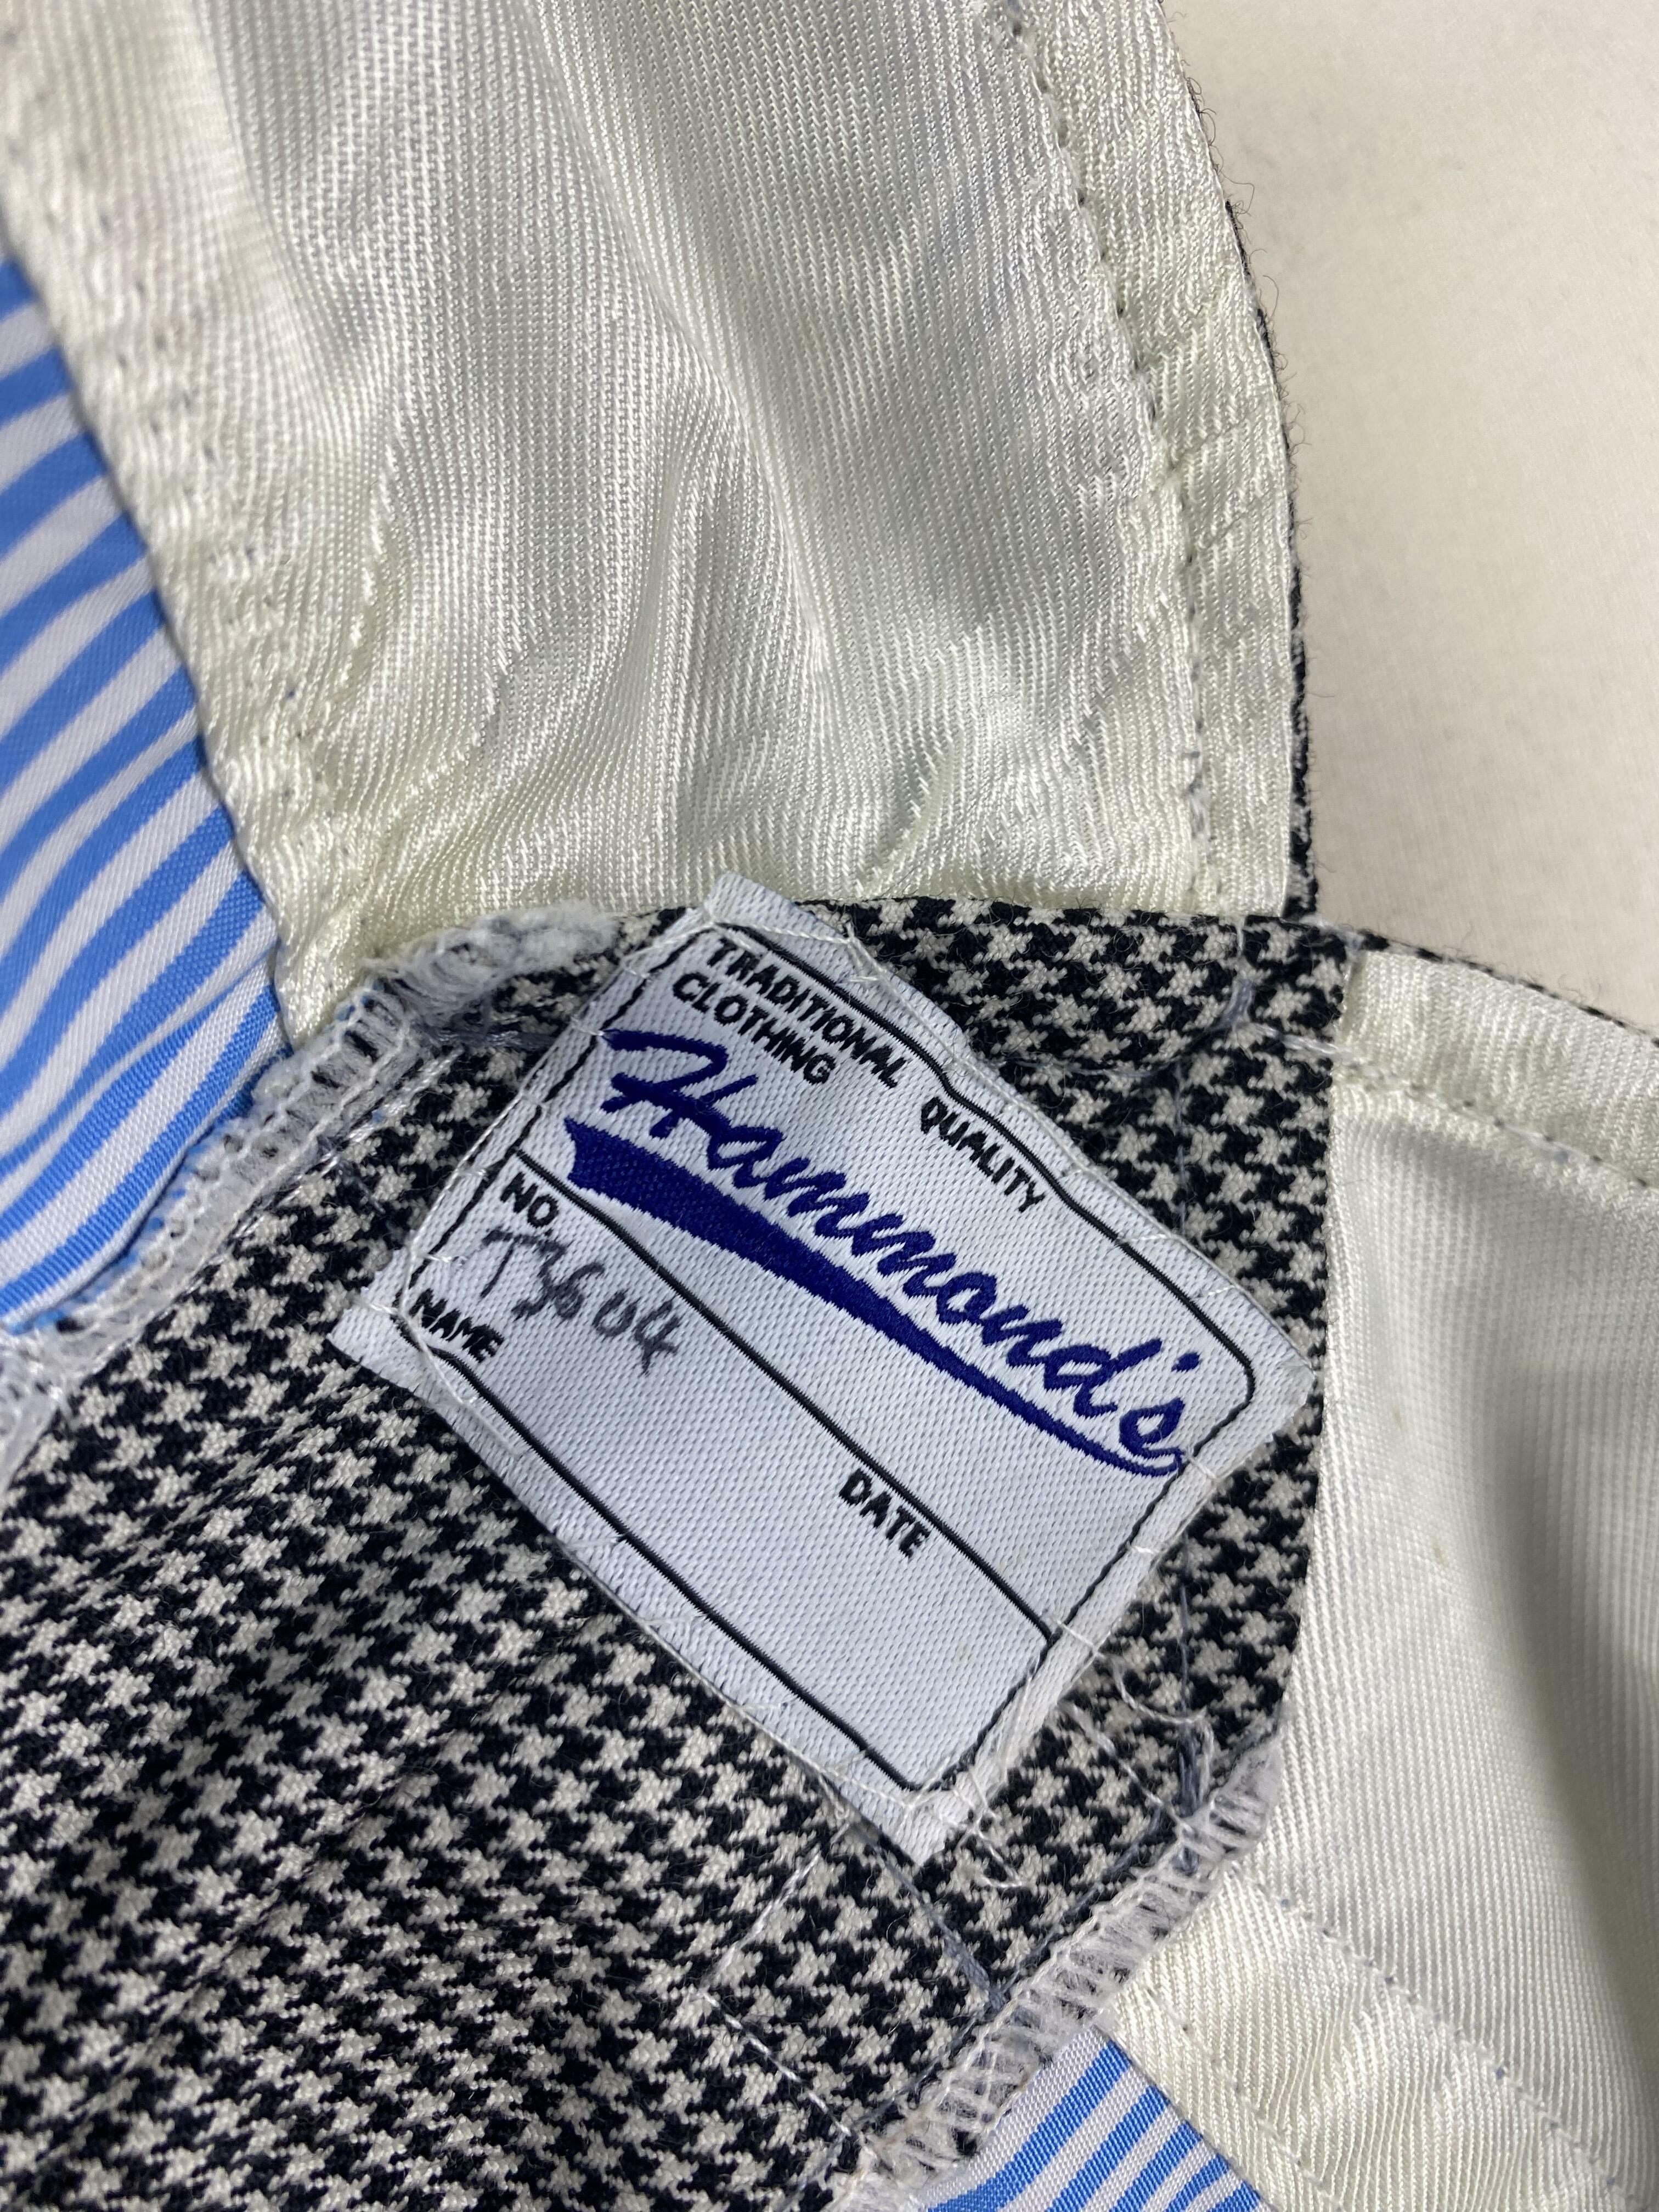 TRADITIONAL QUALITY
CLOTHING
Hammond's
NO. DATE
T3604
NAME